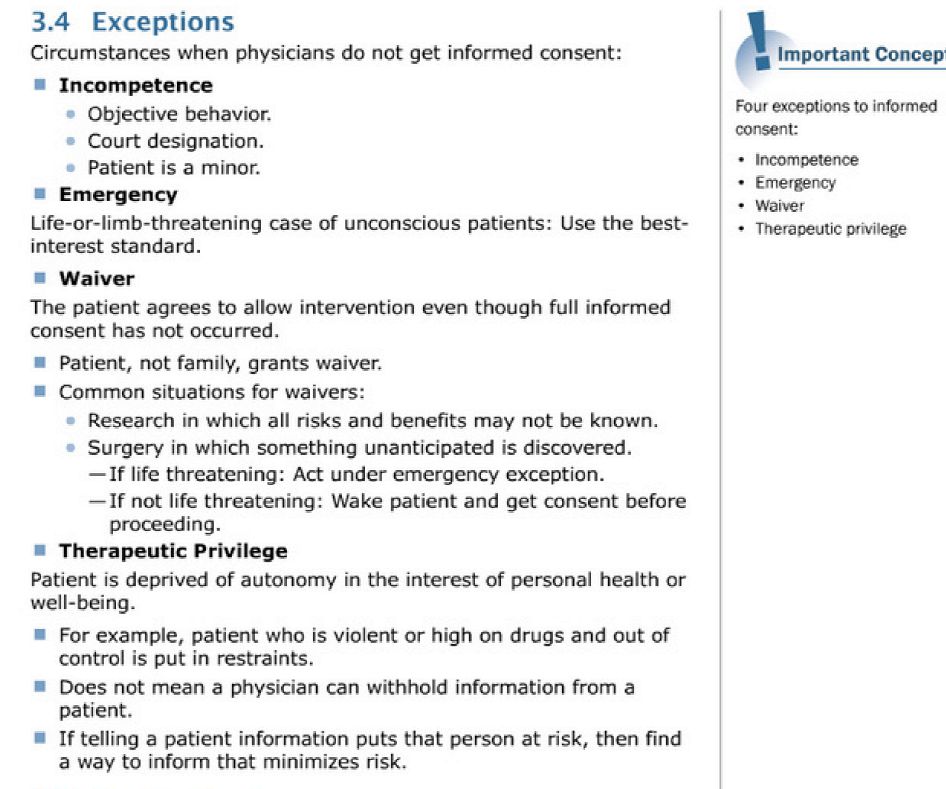 3.4 Exceptions
Circumstances when physicians do not get informed consent:
■ Incompetence
• Objective behavior.
• Court designation.
• Patient is a minor.
■ Emergency
Life-or-limb-threatening case of unconscious patients: Use the best-
interest standard.
■ Waiver
The patient agrees to allow intervention even though full informed
consent has not occurred.
■ Patient, not family, grants waiver.
■ Common situations for waivers:
• Research in which all risks and benefits may not be known.
• Surgery in which something unanticipated is discovered.
—If life threatening: Act under emergency exception.
—If not life threatening: Wake patient and get consent before
proceeding.
■ Therapeutic Privilege
Patient is deprived of autonomy in the interest of personal health or
well-being.
■ For example, patient who is violent or high on drugs and out of
control is put in restraints.
■ Does not mean a physician can withhold information from a
patient.
■ If telling a patient information puts that person at risk, then find
a way to inform that minimizes risk.
! Important Concep
Four exceptions to informed
consent:
• Incompetence
• Emergency
• Waiver
• Therapeutic privilege